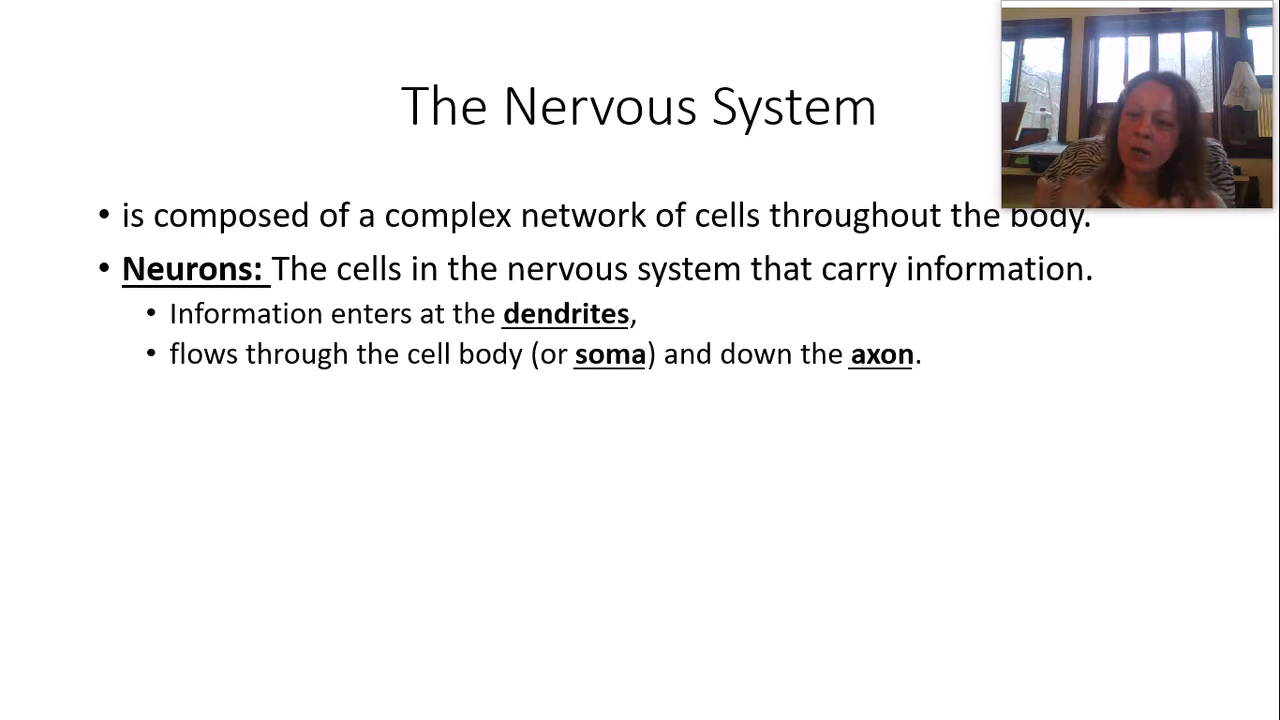 The Nervous System
• is composed of a complex network of cells throughout the body.
• Neurons: The cells in the nervous system that carry information.
• Information enters at the dendrites,
• flows through the cell body (or soma) and down the axon.